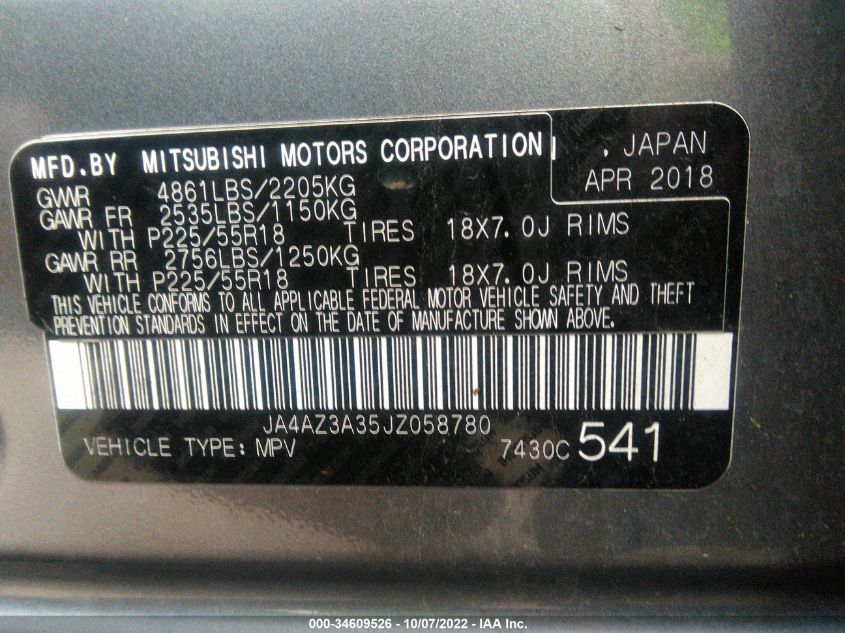 MFD.BY MITSUBISHI MOTORS CORPORATION, JAPAN
APR 2018
GVWR 4861LBS/2205KG
GAWR FR 2535LBS/1150KG
WITH P225/55R18 TIRES 18X7.0J RIMS
GAWR RR 2756LBS/1250KG
WITH P225/55R18 TIRES 18X7.0J RIMS
THIS VEHICLE CONFORMS TO ALL APPLICABLE FEDERAL MOTOR VEHICLE SAFETY AND THEFT
PREVENTION STANDARDS IN EFFECT ON THE DATE OF MANUFACTURE SHOWN ABOVE.
JA4AZ3A35JZ058780
VEHICLE TYPE: MPV 7430C 541
000-34609526 - 10/07/2022 - IAA Inc.